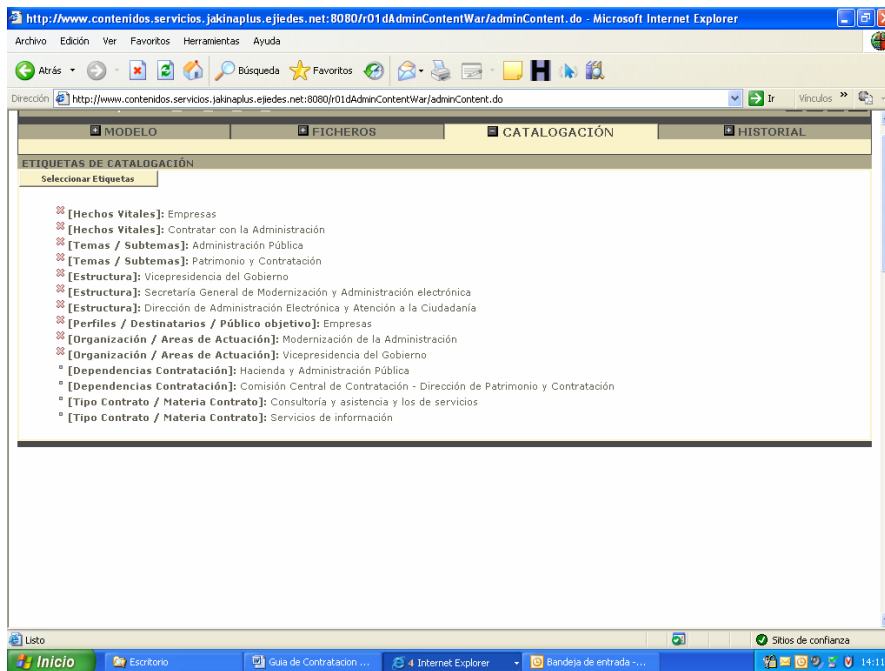 http://www.contenidos.servicios.jakinaplus.ejiedes.net:8080/r01dAdminContentWar/adminContent.do - Microsoft Internet Explorer
Archivo Edición Ver Favoritos Herramientas Ayuda
Atrás Búsqueda Favoritos
Dirección http://www.contenidos.servicios.jakinaplus.ejiedes.net:8080/r01dAdminContentWar/adminContent.do Ir Vínculos »
MODELO FICHEROS CATALOGACIÓN HISTORIAL
ETIQUETAS DE CATALOGACIÓN
Seleccionar Etiquetas
[Hechos Vitales]: Empresas
[Hechos Vitales]: Contratar con la Administración
[Temas / Subtemas]: Administración Pública
[Temas / Subtemas]: Patrimonio y Contratación
[Estructura]: Vicepresidencia del Gobierno
[Estructura]: Secretaría General de Modernización y Administración electrónica
[Estructura]: Dirección de Administración Electrónica y Atención a la Ciudadanía
[Perfiles / Destinatarios / Público objetivo]: Empresas
[Organización / Areas de Actuación]: Modernización de la Administración
[Organización / Areas de Actuación]: Vicepresidencia del Gobierno
[Dependencias Contratación]: Hacienda y Administración Pública
[Dependencias Contratación]: Comisión Central de Contratación - Dirección de Patrimonio y Contratación
[Tipo Contrato / Materia Contrato]: Consultoría y asistencia y los de servicios
[Tipo Contrato / Materia Contrato]: Servicios de información
Listo Sitios de confianza
Inicio Escritorio Guia de Contratacion ... 4 Internet Explorer Bandeja de entrada -... 14:11